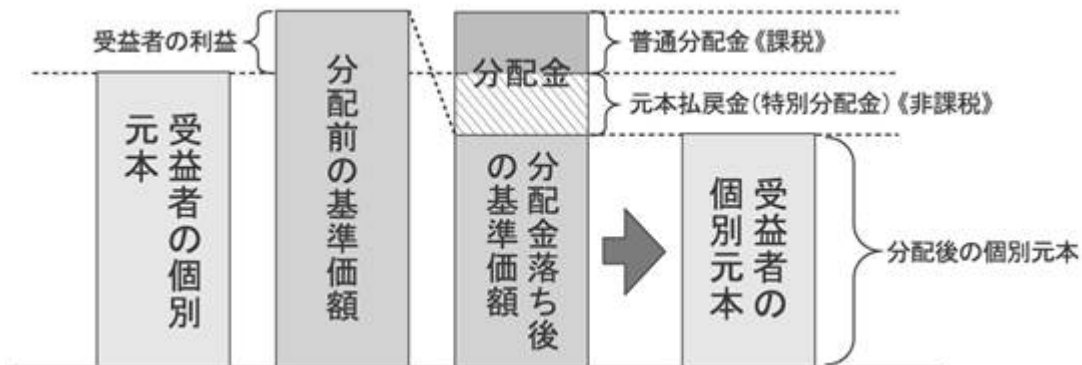 受益者の利益
受益者の個別
元本
分配前の基準価額
分配金
分配金落ち後
の基準価額
普通分配金《課税》
元本払戻金(特別分配金)《非課税》
受益者の
個別元本
分配後の個別元本